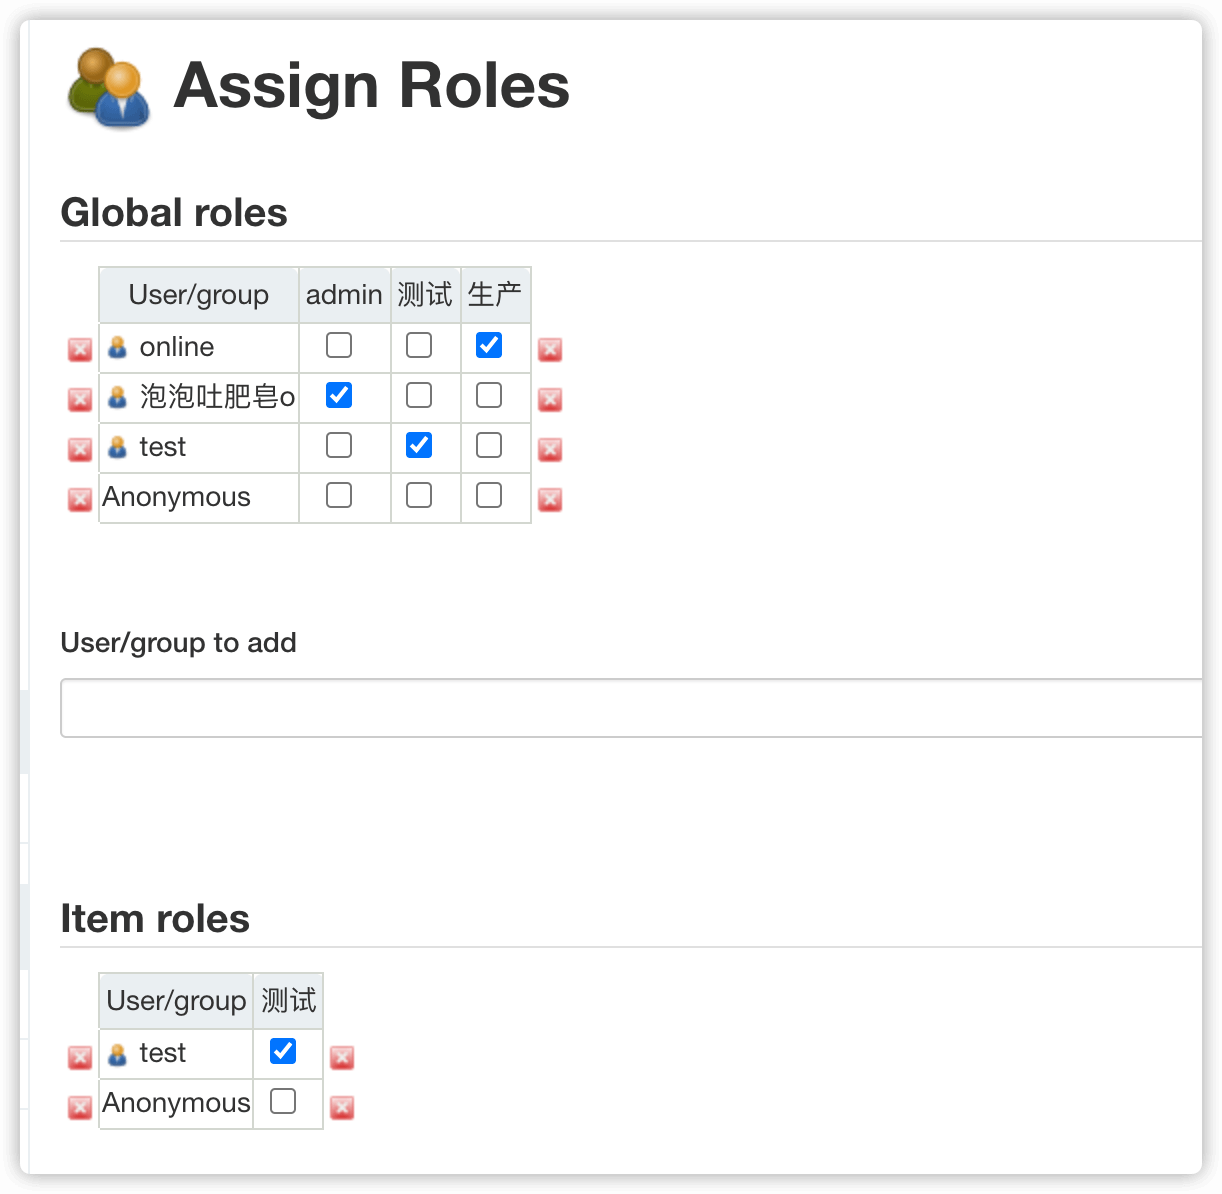 Assign Roles
Global roles
User/group admin 测试 生产
online
泡泡吐肥皂o
test
Anonymous
User/group to add
Item roles
User/group 测试
test
Anonymous